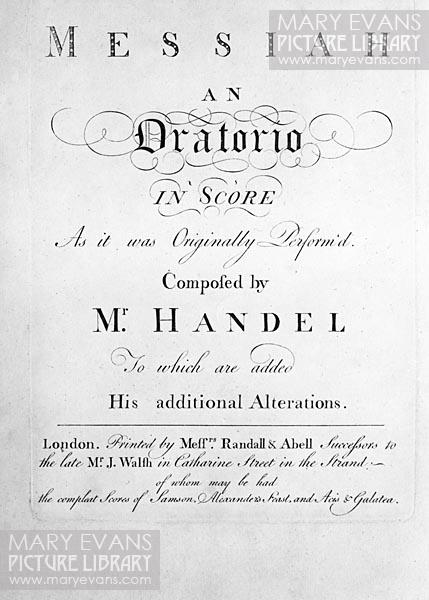 MARY EVANS
PICTURE LIBRARY
www.maryevans.com
MESSIAH
AN
Oratorio
IN SCORE
As it was Originally Perform'd.
Compoſed by
Mr. HANDEL
To which are added
His additional Alterations.
London. Printed by Meſſrs. Randall & Abell Succeſſors to
the late Mr. J. Walſh in Catharine Street in the Strand
of whom may be had
the compleat Scores of Samson, Alexanders Feast, and Acis & Galatea.
MARY EVANS
PICTURE LIBRARY
www.maryevans.com